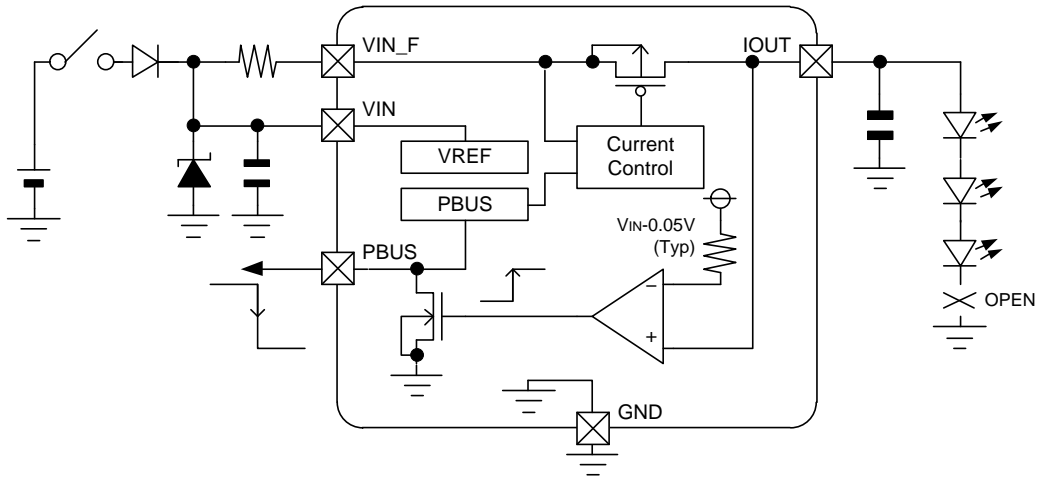 VIN_F
IOUT
VIN
VREF
Current
Control
PBUS
VIN-0.05V
(Typ)
PBUS
−
+
OPEN
GND